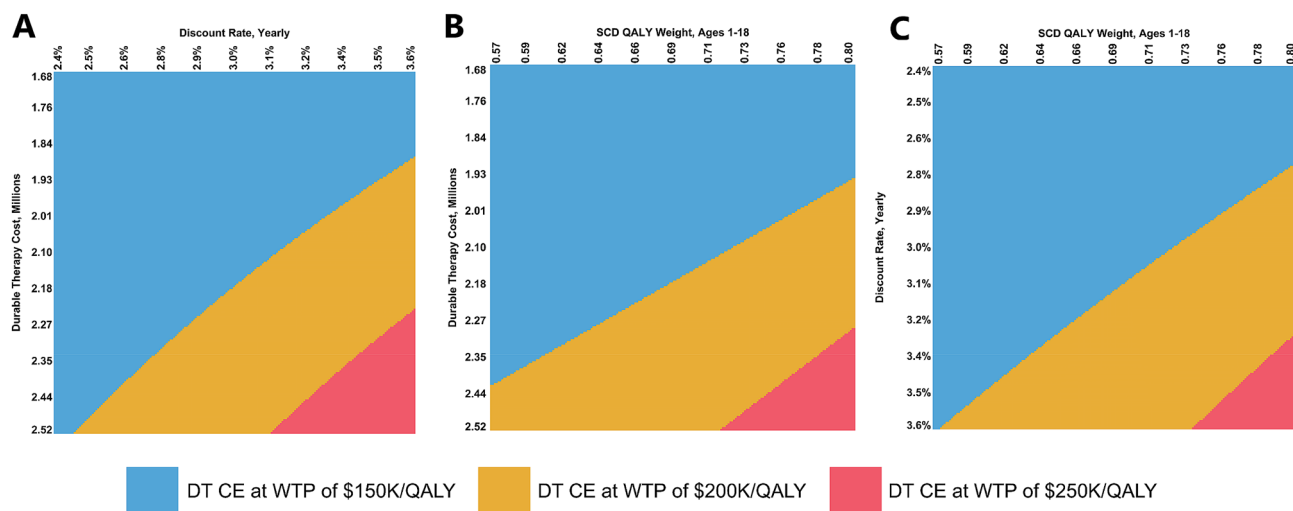 A
Discount Rate, Yearly
2.4% 2.5% 2.6% 2.8% 2.9% 3.0% 3.1% 3.2% 3.4% 3.5% 3.6%
Durable Therapy Cost, Millions
1.68
1.76
1.84
1.93
2.01
2.10
2.18
2.27
2.35
2.44
2.52
B
SCD QALY Weight, Ages 1-18
0.57 0.59 0.62 0.64 0.66 0.69 0.71 0.73 0.76 0.78 0.80
Durable Therapy Cost, Millions
1.68
1.76
1.84
1.93
2.01
2.10
2.18
2.27
2.35
2.44
2.52
C
SCD QALY Weight, Ages 1-18
0.57 0.59 0.62 0.64 0.66 0.69 0.71 0.73 0.76 0.78 0.80
Discount Rate, Yearly
2.4%
2.5%
2.6%
2.8%
2.9%
3.0%
3.1%
3.2%
3.4%
3.5%
3.6%
DT CE at WTP of $150K/QALY
DT CE at WTP of $200K/QALY
DT CE at WTP of $250K/QALY